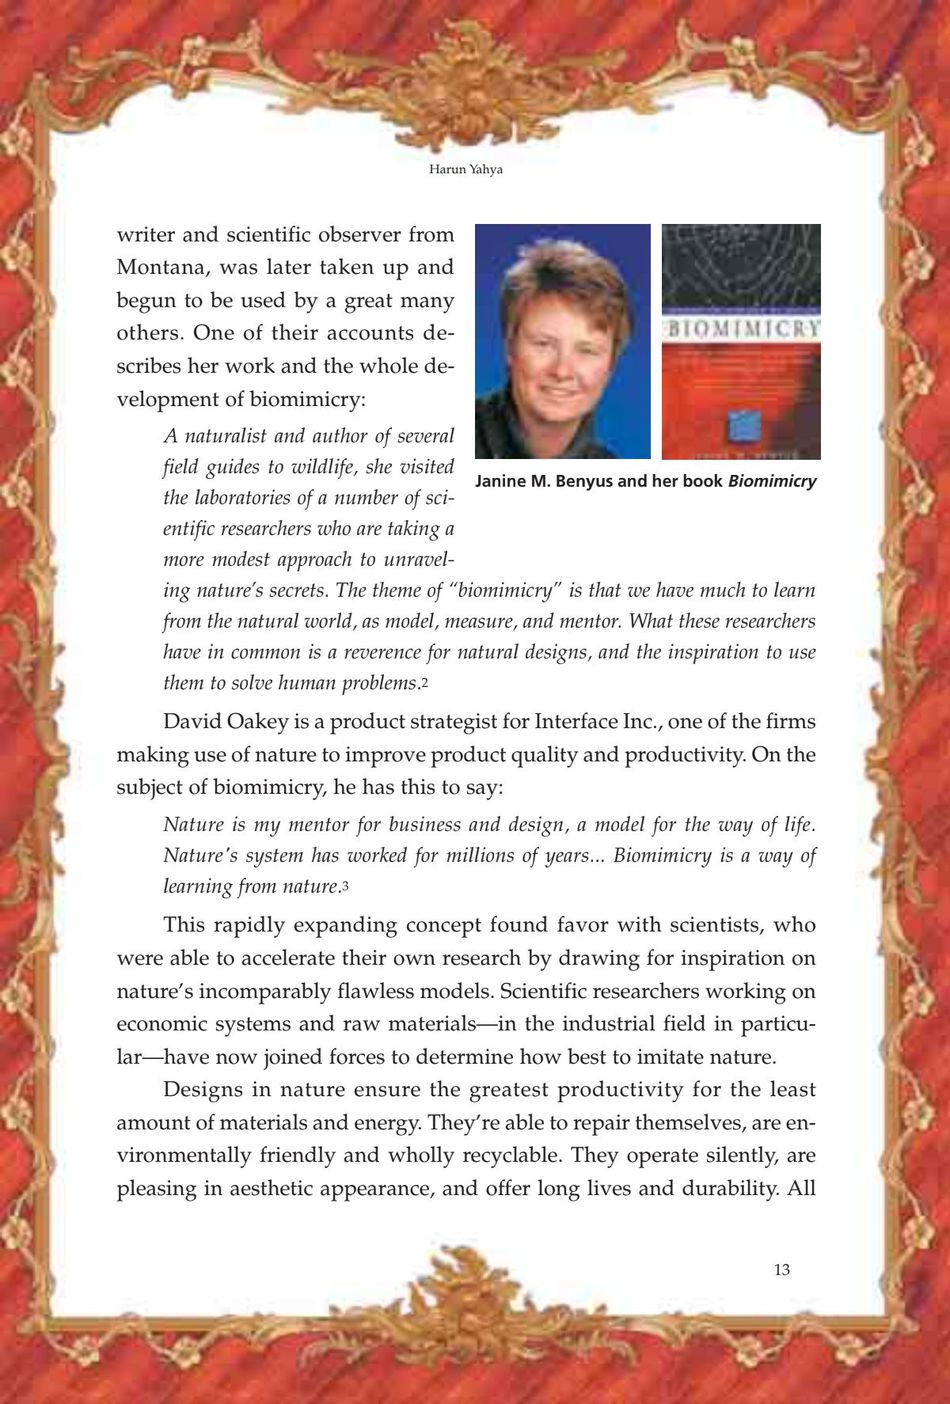 Harun Yahya
writer and scientific observer from
Montana, was later taken up and
begun to be used by a great many
others. One of their accounts de-
scribes her work and the whole de-
velopment of biomimicry:
A naturalist and author of several
field guides to wildlife, she visited
the laboratories of a number of sci-
entific researchers who are taking a
more modest approach to unravel-
ing nature’s secrets. The theme of “biomimicry” is that we have much to learn
from the natural world, as model, measure, and mentor. What these researchers
have in common is a reverence for natural designs, and the inspiration to use
them to solve human problems.2
BIOMIMICRY
Janine M. Benyus and her book Biomimicry
David Oakey is a product strategist for Interface Inc., one of the firms
making use of nature to improve product quality and productivity. On the
subject of biomimicry, he has this to say:
Nature is my mentor for business and design, a model for the way of life.
Nature’s system has worked for millions of years... Biomimicry is a way of
learning from nature.3
This rapidly expanding concept found favor with scientists, who
were able to accelerate their own research by drawing for inspiration on
nature’s incomparably flawless models. Scientific researchers working on
economic systems and raw materials—in the industrial field in particu-
lar—have now joined forces to determine how best to imitate nature.
Designs in nature ensure the greatest productivity for the least
amount of materials and energy. They’re able to repair themselves, are en-
vironmentally friendly and wholly recyclable. They operate silently, are
pleasing in aesthetic appearance, and offer long lives and durability. All
13